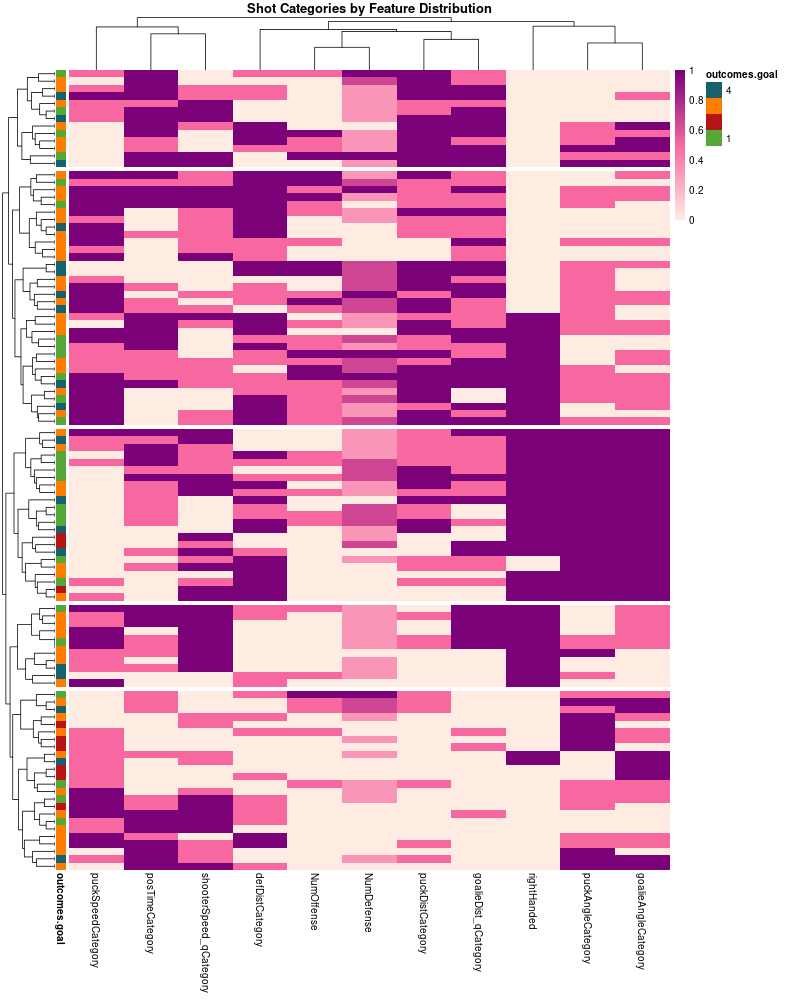 Shot Categories by Feature Distribution
1
0.8
0.6
0.4
0.2
0
outcomes.goal
4
1
outcomes.goal
puckSpeedCategory
posTimeCategory
shooterSpeed_qCategory
defDistCategory
NumOffense
NumDefense
puckDistCategory
goalieDist_qCategory
rightHanded
puckAngleCategory
goalieAngleCategory